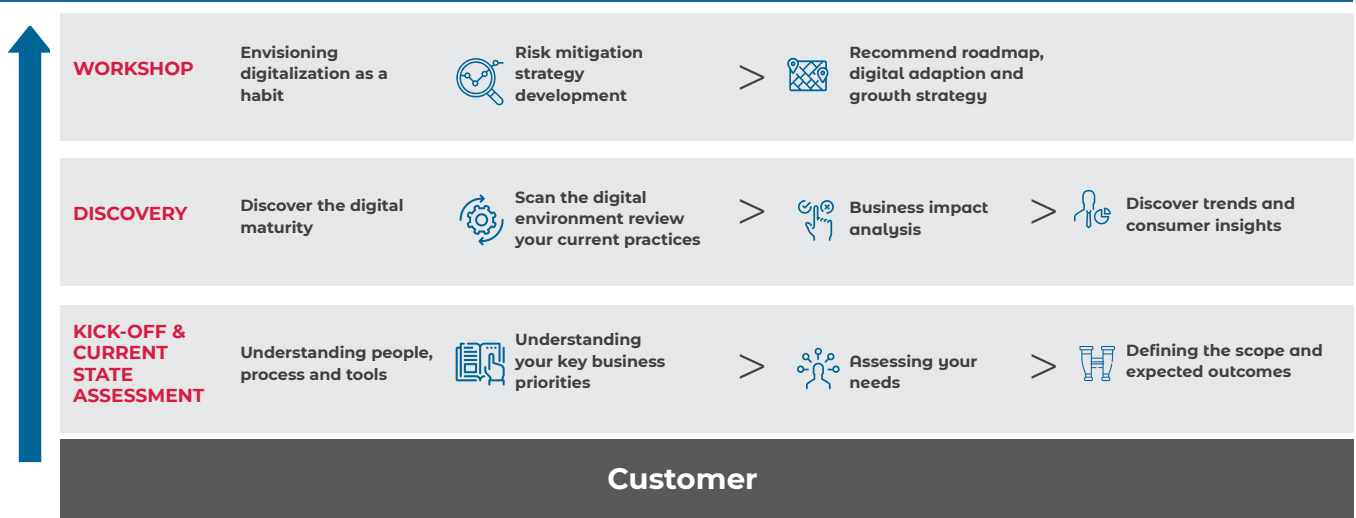 WORKSHOP
Envisioning
digitalization as a
habit
Risk mitigation
strategy
development
>
Recommend roadmap,
digital adaption and
growth strategy
DISCOVERY
Discover the digital
maturity
Scan the digital
environment review
your current practices
>
Business impact
analysis
>
Discover trends and
consumer insights
KICK-OFF &
CURRENT
STATE
ASSESSMENT
Understanding people,
process and tools
Understanding
your key business
priorities
>
Assessing your
needs
>
Defining the scope and
expected outcomes
Customer